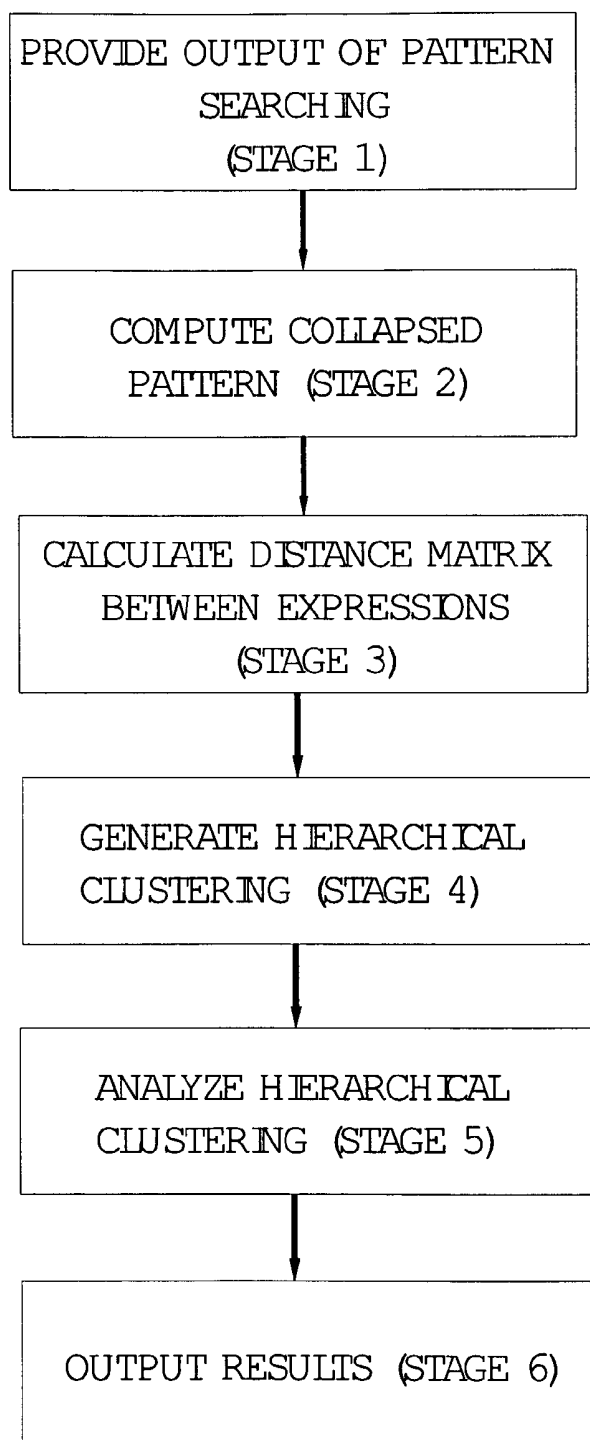 PROVIDE OUTPUT OF PATTERN
SEARCHING
(STAGE 1)
COMPUTE COLLAPSED
PATTERN (STAGE 2)
CALCULATE DISTANCE MATRIX
BETWEEN EXPRESSIONS
(STAGE 3)
GENERATE HIERARCHICAL
CLUSTERING (STAGE 4)
ANALYZE HIERARCHICAL
CLUSTERING (STAGE 5)
OUTPUT RESULTS (STAGE 6)